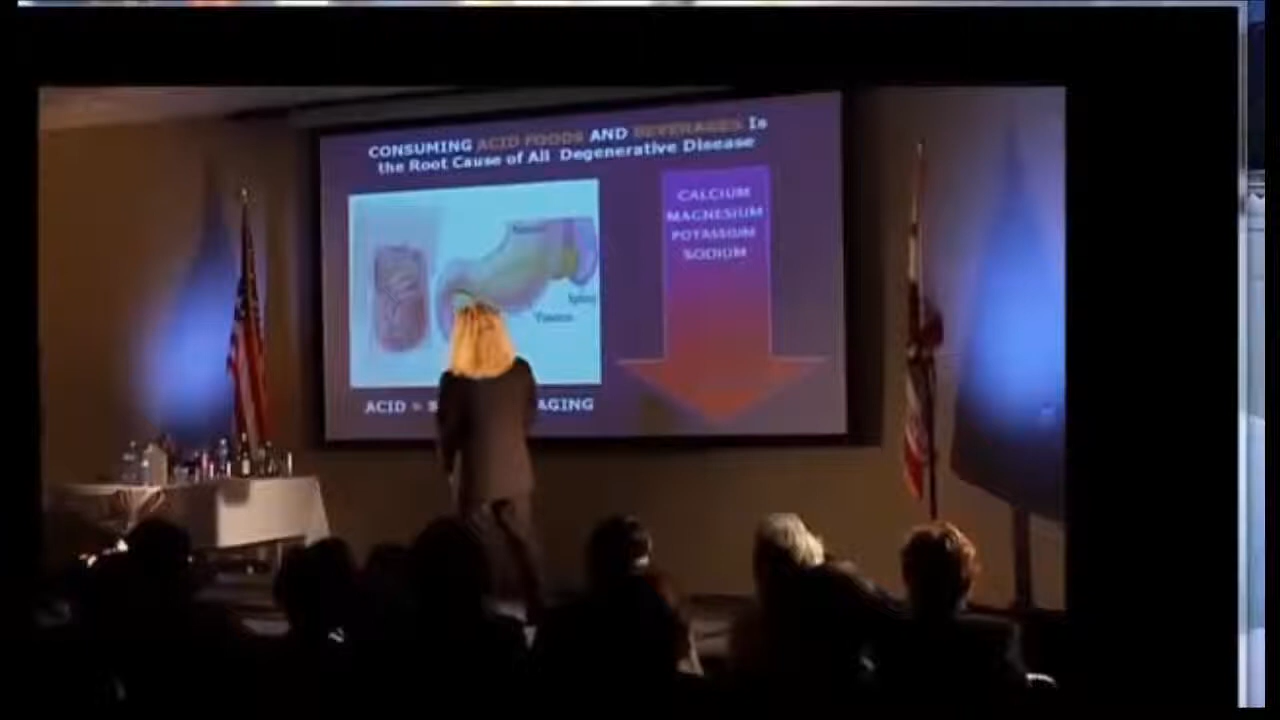 CONSUMING ACID FOODS AND BEVERAGES Is
the Root Cause of All Degenerative Disease
CALCIUM
MAGNESIUM
POTASSIUM
SODIUM
ACID =
AGING